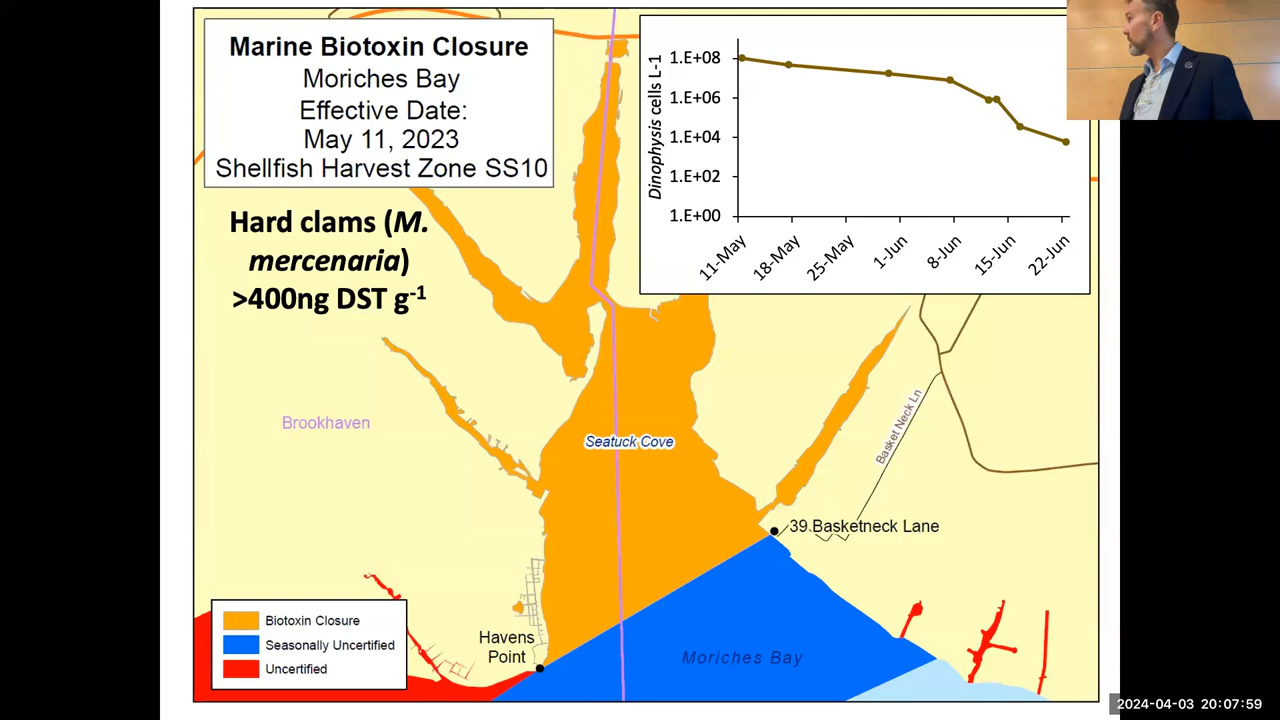 Marine Biotoxin Closure
Moriches Bay
Effective Date:
May 11, 2023
Shellfish Harvest Zone SS10
Hard clams (M.
mercenaria)
>400ng DST g-1
Dinophysis cells L-1
1.E+08
1.E+06
1.E+04
1.E+02
1.E+00
11-May
18-May
25-May
1-Jun
8-Jun
15-Jun
22-Jun
Brookhaven
Seatuck Cove
Basket Neck Ln
39 Basketneck Lane
Havens
Point
Moriches Bay
Biotoxin Closure
Seasonally Uncertified
Uncertified
2024-04-03 20:07:59